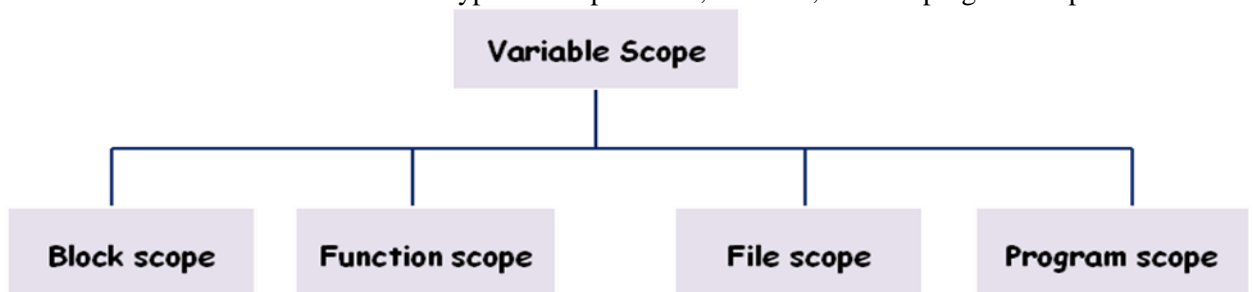 Variable Scope
Block scope
Function scope
File scope
Program scope